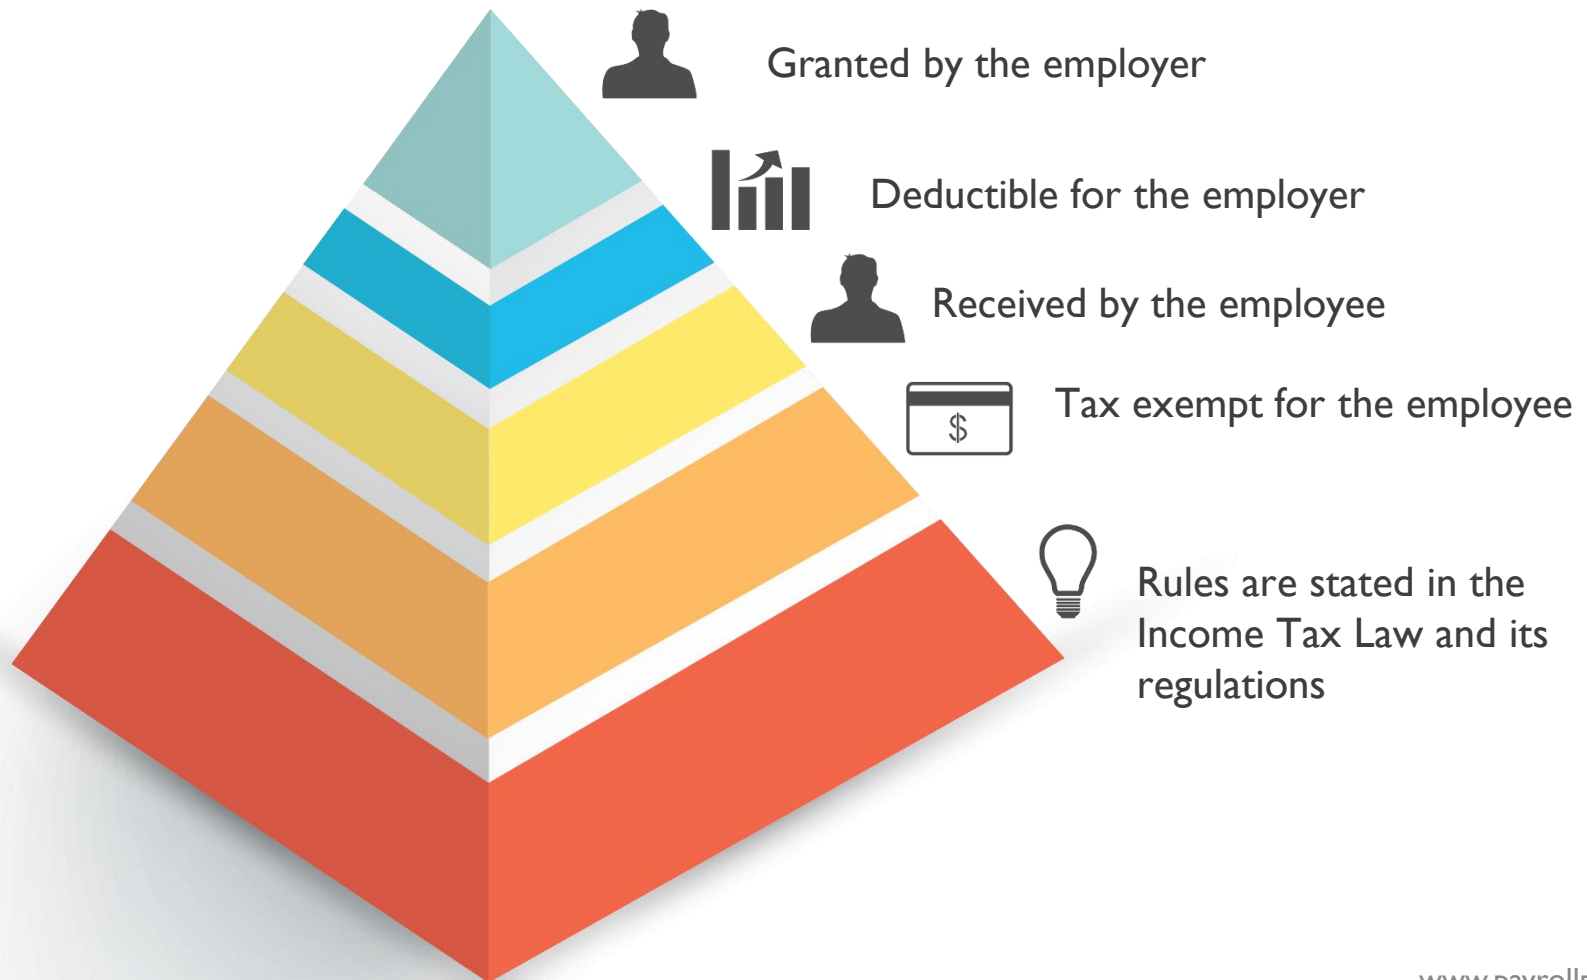 Granted by the employer
Deductible for the employer
Received by the employee
Tax exempt for the employee
$
Rules are stated in the
Income Tax Law and its
regulations